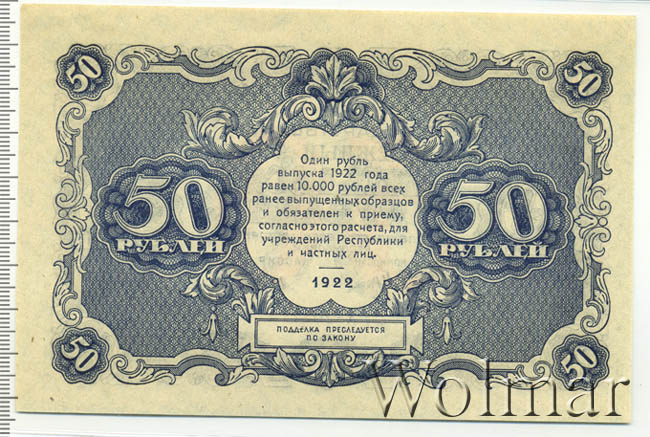 50
50
Один рубль
выпуска 1922 года
равен 10.000 рублей всех
ранее выпущенных образцов
и обязателен к приему,
согласно этого расчета, для
учреждений Республики
и частных лиц.
1922
50
РУБЛЕЙ
50
РУБЛЕЙ
ПОДДЕЛКА ПРЕСЛЕДУЕТСЯ
ПО ЗАКОНУ
50
50
Wolmar